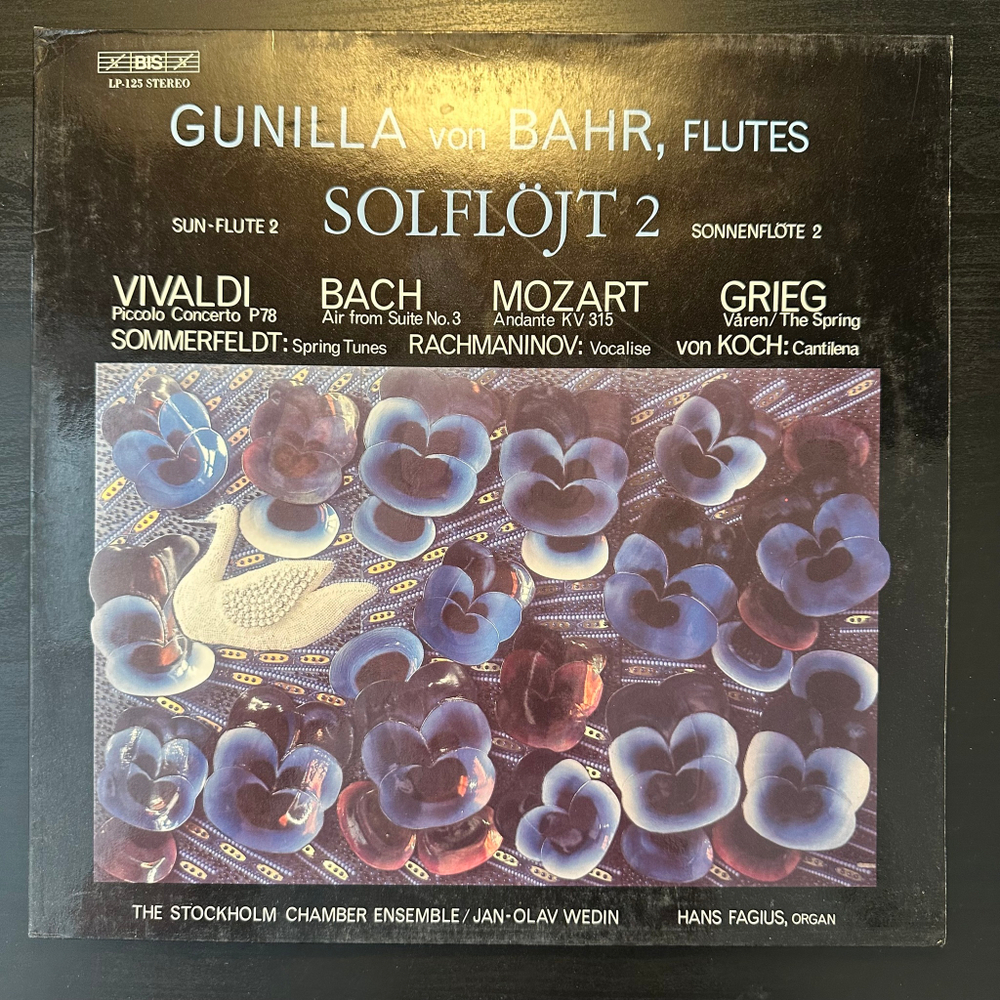 BIS
LP-125 STEREO
GUNILLA von BAHR, FLUTES
SUN-FLUTE 2 SOLFLÖJT 2 SONNENFLÖTE 2
VIVALDI BACH MOZART GRIEG
Piccolo Concerto P78 Air from Suite No. 3 Andante KV 315 Våren/The Spring
SOMMERFELDT: Spring Tunes RACHMANINOV: Vocalise von KOCH: Cantilena
THE STOCKHOLM CHAMBER ENSEMBLE/JAN-OLAV WEDIN HANS FAGIUS, ORGAN